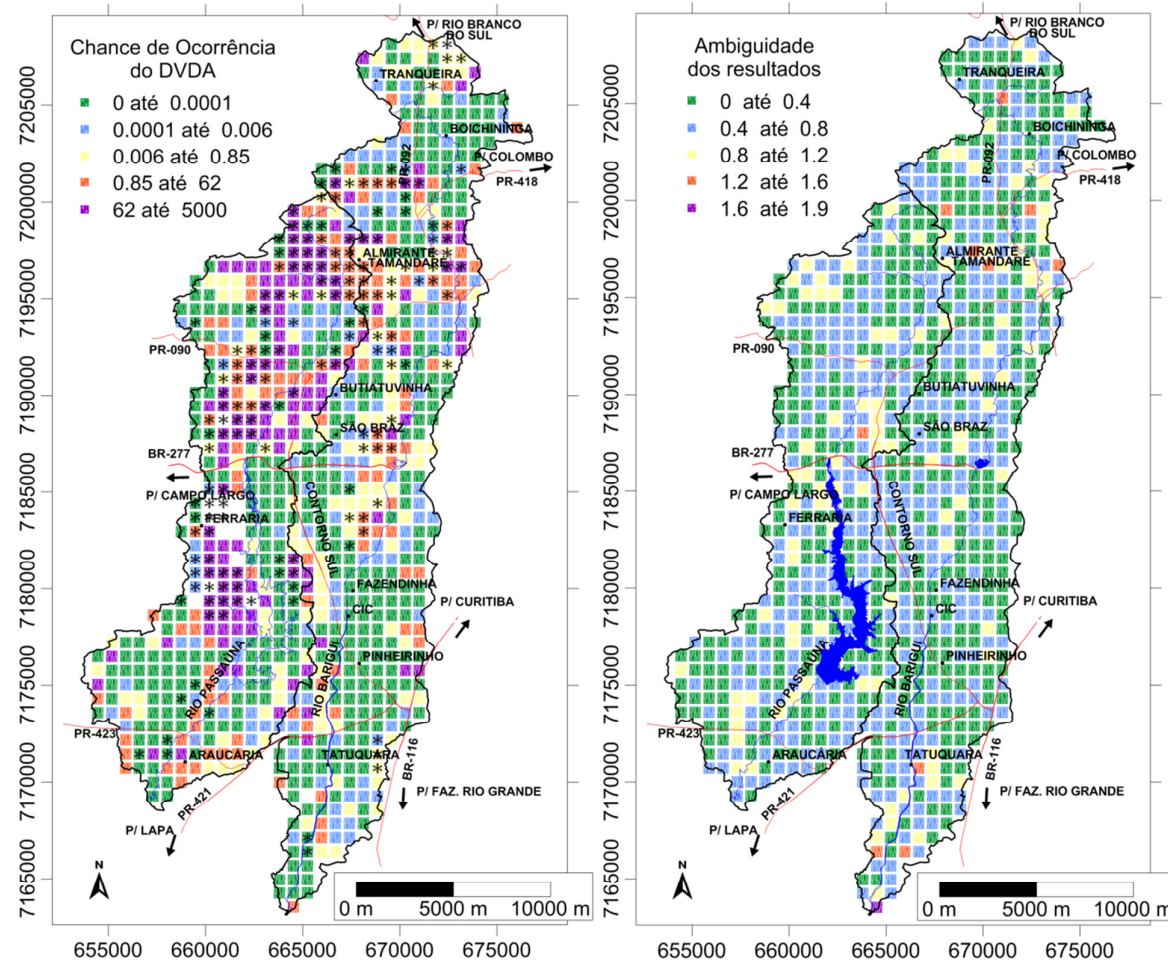 Chance de Ocorrência
do DVDA
0 até 0.0001
0.0001 até 0.006
0.006 até 0.85
0.85 até 62
62 até 5000
P/ RIO BRANCO
DO SUL
TRANQUEIRA
BOICHININGA
PR-092
P/ COLOMBO
PR-418
ALMIRANTE
TAMANDARE
PR-090
BUTIATUVINHA
SÃO BRAZ
BR-277
P/ CAMPO LARGO
FERRARIA
CONTORNO SUL
FAZENDINHA
CIC
P/ CURITIBA
RIO PASSAÚNA
RIO BARIGUI
PINHEIRINHO
PR-423
ARAUCÁRIA
TATUQUARA
BR-116
PR-421
P/ FAZ. RIO GRANDE
P/ LAPA
N
0 m 5000 m 10000 m
7205000
7200000
7195000
7190000
7185000
7180000
7175000
7170000
7165000
655000 660000 665000 670000 675000
Ambiguidade
dos resultados
0 até 0.4
0.4 até 0.8
0.8 até 1.2
1.2 até 1.6
1.6 até 1.9
P/ RIO BRANCO
DO SUL
TRANQUEIRA
BOICHININGA
PR-092
P/ COLOMBO
PR-418
ALMIRANTE
TAMANDARE
PR-090
BUTIATUVINHA
SÃO BRAZ
BR-277
P/ CAMPO LARGO
FERRARIA
CONTORNO SUL
FAZENDINHA
CIC
P/ CURITIBA
RIO PASSAÚNA
RIO BARIGUI
PINHEIRINHO
PR-423
ARAUCÁRIA
TATUQUARA
BR-116
PR-421
P/ FAZ. RIO GRANDE
P/ LAPA
N
0 m 5000 m 10000 m
7205000
7200000
7195000
7190000
7185000
7180000
7175000
7170000
7165000
655000 660000 665000 670000 675000